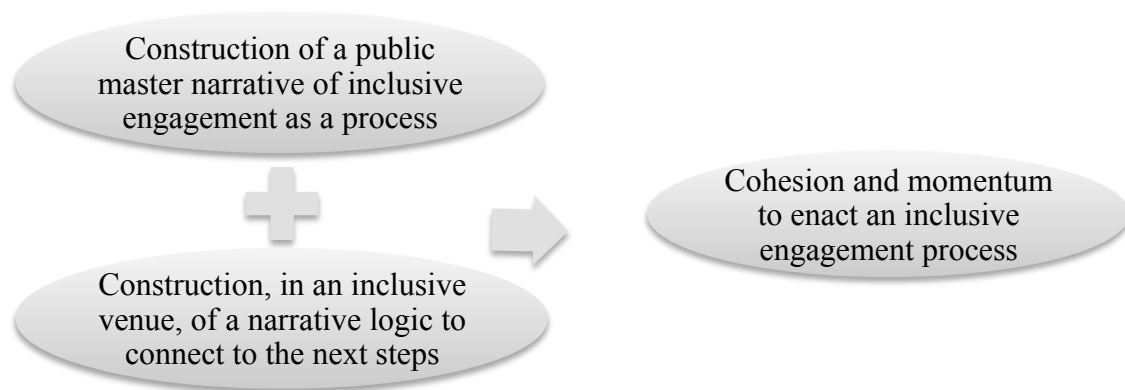 Construction of a public
master narrative of inclusive
engagement as a process
Construction, in an inclusive
venue, of a narrative logic to
connect to the next steps
Cohesion and momentum
to enact an inclusive
engagement process